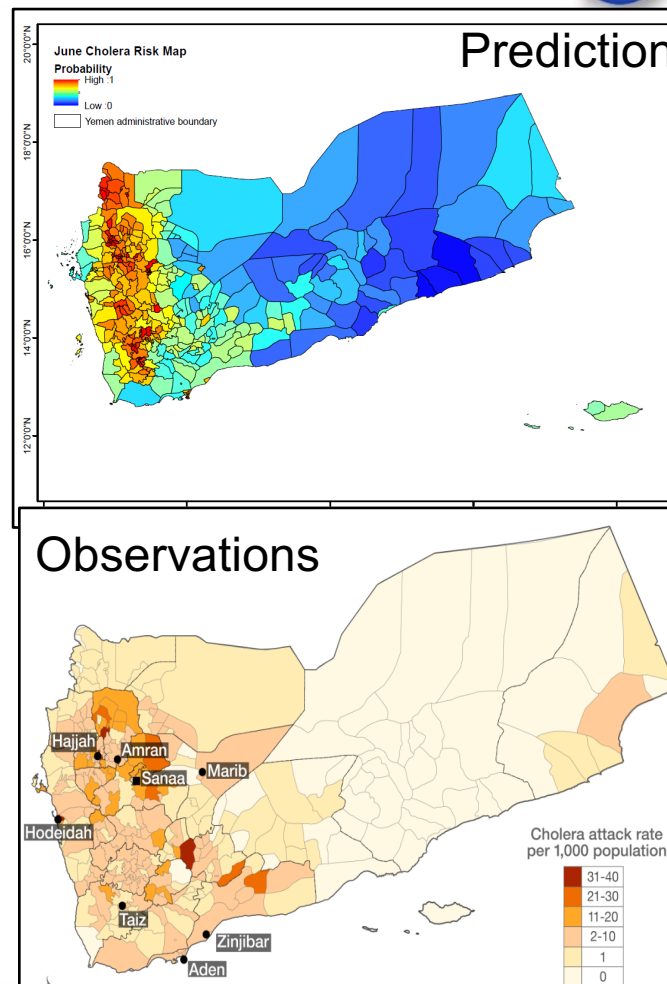 Prediction
June Cholera Risk Map
Probability
High :1
Low :0
Yemen administrative boundary
20°0'0"N
18°0'0"N
16°0'0"N
14°0'0"N
12°0'0"N
Observations
Hajjah
Amran
Sanaa
Marib
Hodeidah
Taiz
Zinjibar
Aden
Cholera attack rate
per 1,000 population
31-40
21-30
11-20
2-10
1
0